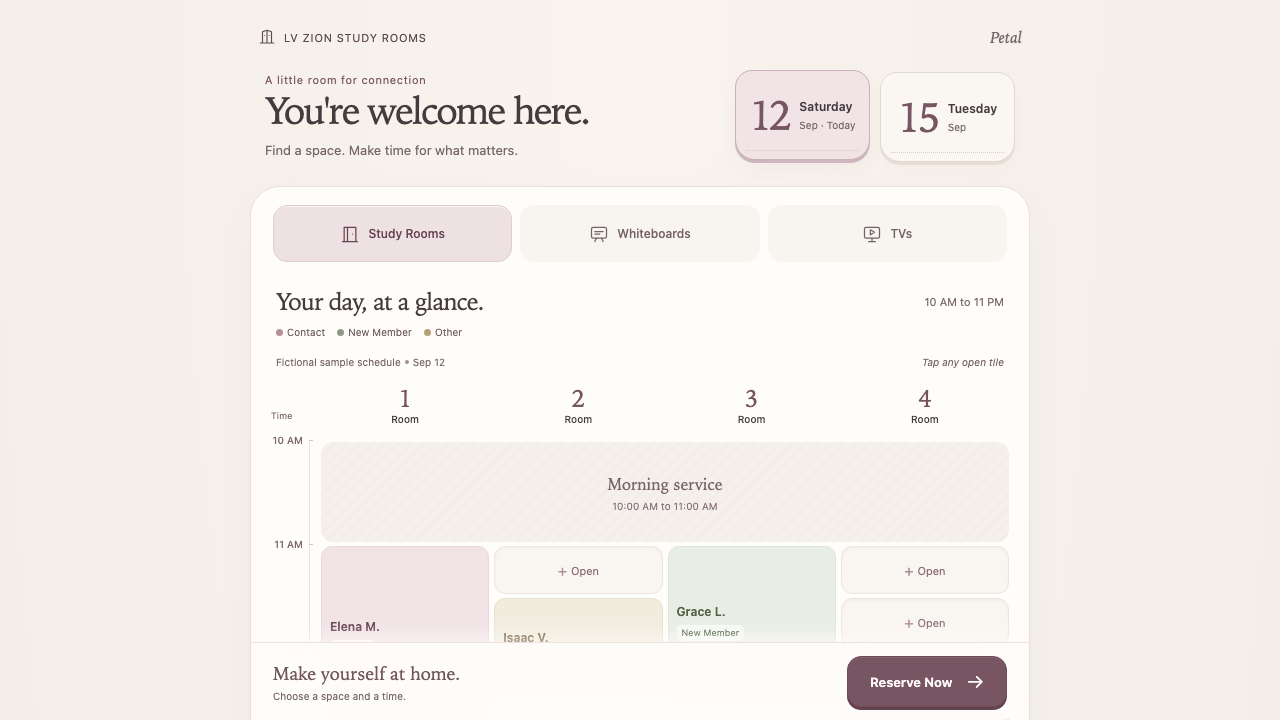 LV ZION STUDY ROOMS
Petal
A little room for connection
You're welcome here.
Find a space. Make time for what matters.
12 Saturday
Sep · Today
15 Tuesday
Sep
Study Rooms
Whiteboards
TVs
Your day, at a glance.
10 AM to 11 PM
Contact New Member Other
Fictional sample schedule • Sep 12
Tap any open tile
Time
1
Room
2
Room
3
Room
4
Room
10 AM
Morning service
10:00 AM to 11:00 AM
11 AM
+ Open
+ Open
Grace L.
New Member
Elena M.
Isaac V.
+ Open
Make yourself at home.
Choose a space and a time.
Reserve Now →